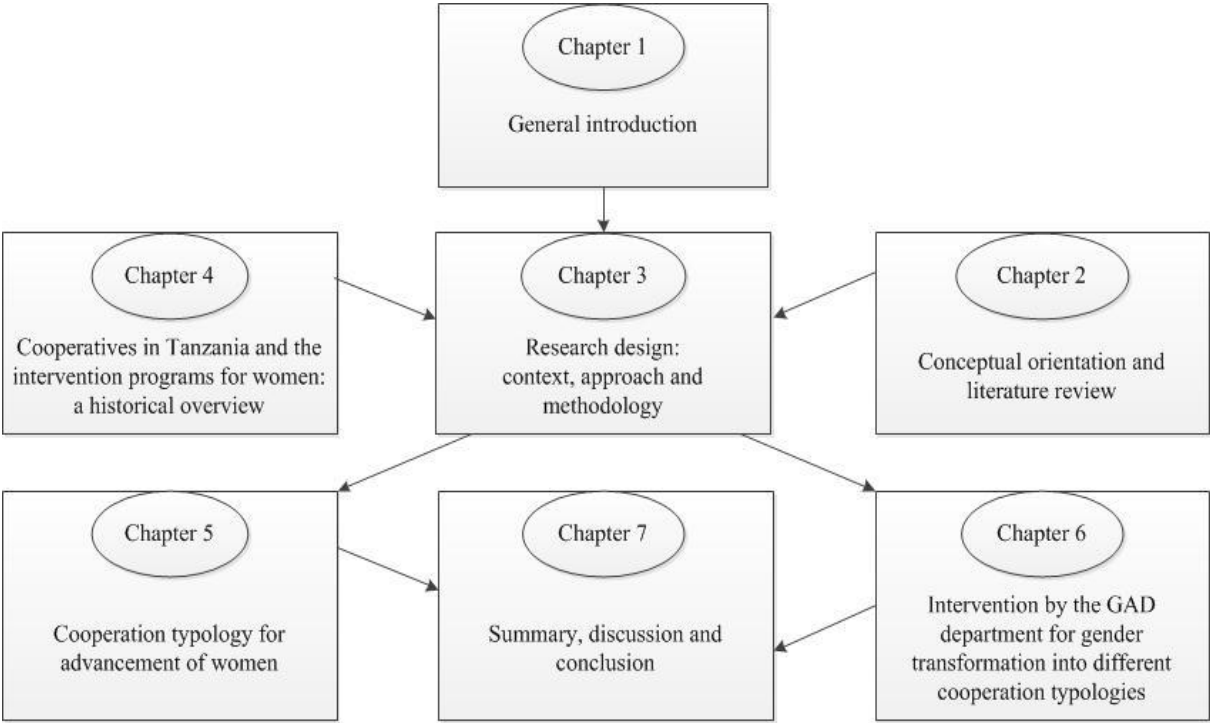 Chapter 1
General introduction
Chapter 4
Cooperatives in Tanzania and the
intervention programs for women:
a historical overview
Chapter 3
Research design:
context, approach and
methodology
Chapter 2
Conceptual orientation and
literature review
Chapter 5
Cooperation typology for
advancement of women
Chapter 7
Summary, discussion and
conclusion
Chapter 6
Intervention by the GAD
department for gender
transformation into different
cooperation typologies